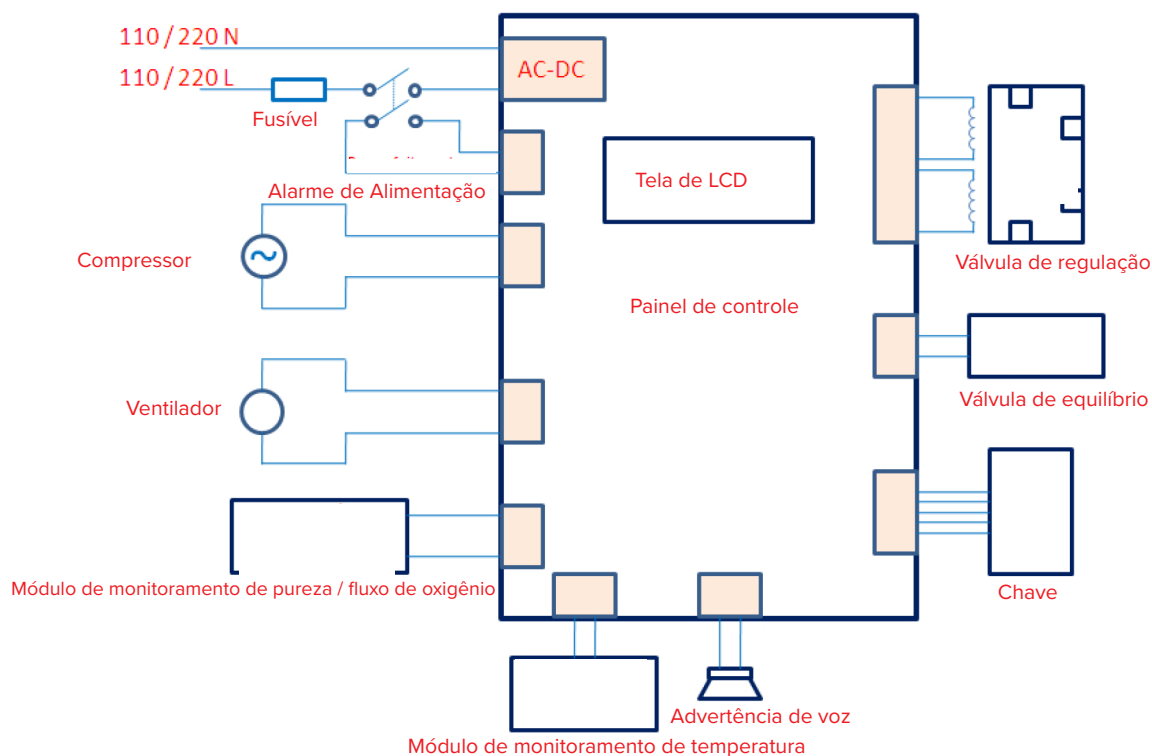 110 / 220 N
110 / 220 L
AC-DC
Fusível
Alarme de Alimentação
Tela de LCD
Compressor
Válvula de regulação
Painel de controle
Ventilador
Válvula de equilíbrio
Módulo de monitoramento de pureza / fluxo de oxigênio
Chave
Advertência de voz
Módulo de monitoramento de temperatura